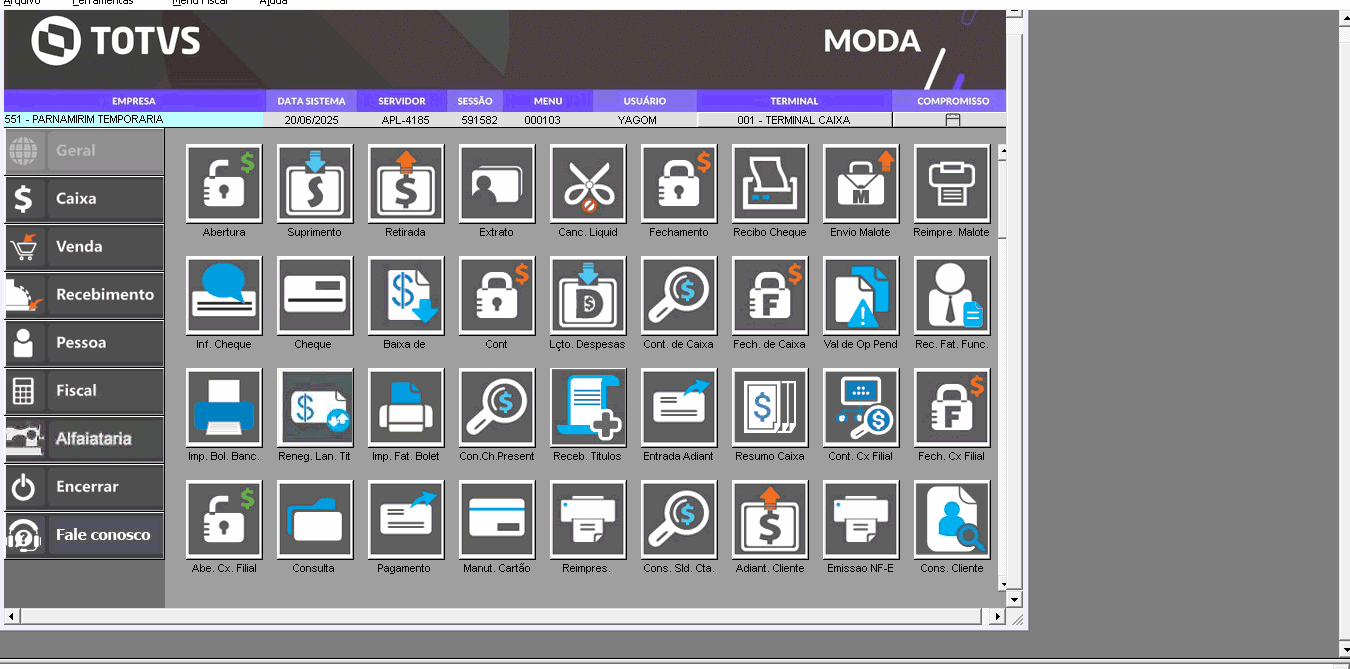 Arquivo Ferramentas Menu Fiscal Ajuda
TOTVS
MODA
EMPRESA DATA SISTEMA SERVIDOR SESSÃO MENU USUÁRIO TERMINAL COMPROMISSO
551 - PARNAMIRIM TEMPORARIA 20/06/2025 APL-4185 591582 000103 YAGOM 001 - TERMINAL CAIXA
Geral
Caixa
Venda
Recebimento
Pessoa
Fiscal
Alfaiataria
Encerrar
Fale conosco
Abertura Suprimento Retirada Extrato Canc. Liquid Fechamento Recibo Cheque Envio Malote Reimpre. Malote
Inf. Cheque Cheque Baixa de Cont Lçto. Despesas Cont. de Caixa Fech. de Caixa Val de Op Pend Rec. Fat. Func.
Imp. Bol. Banc. Reneg. Lan. Tit Imp. Fat. Bolet Con.Ch.Present Receb. Titulos Entrada Adiant Resumo Caixa Cont. Cx Filial Fech. Cx Filial
Abe. Cx. Filial Consulta Pagamento Manut. Cartão Reimpres. Cons. Sld. Cta. Adiant. Cliente Emissao NF-E Cons. Cliente